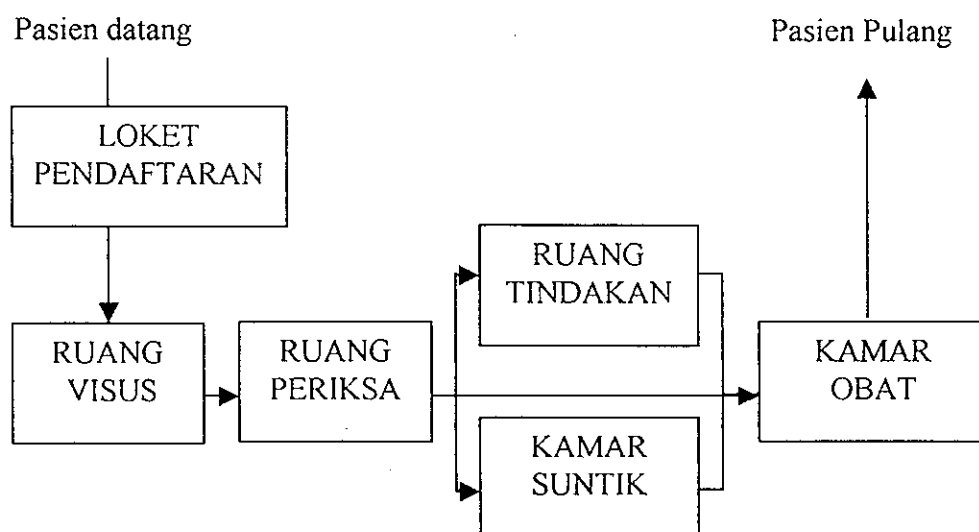 Pasien datang
Pasien Pulang
LOKET
PENDAFTARAN
RUANG
TINDAKAN
RUANG
VISUS
RUANG
PERIKSA
KAMAR
OBAT
KAMAR
SUNTIK